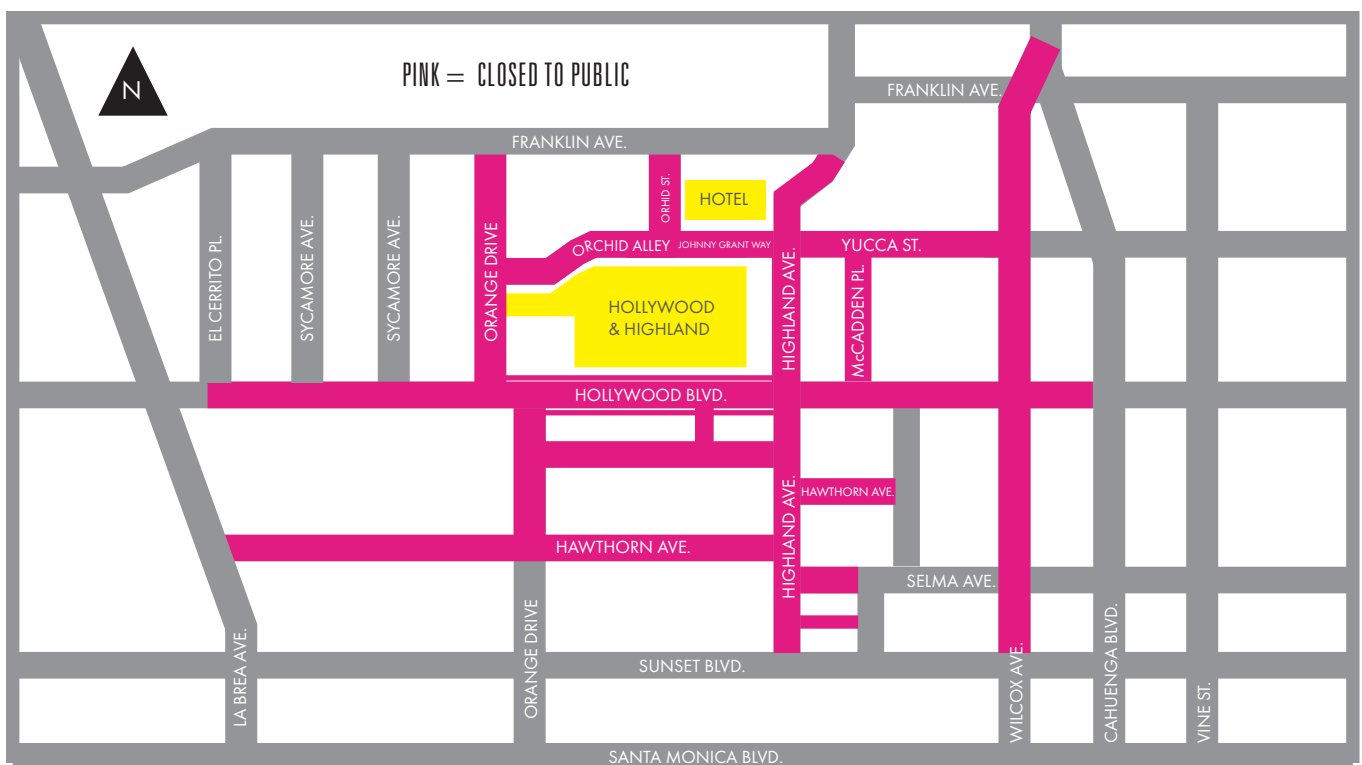 N
PINK = CLOSED TO PUBLIC
FRANKLIN AVE.
FRANKLIN AVE.
ORHID ST.
HOTEL
ORCHID ALLEY
JOHNNY GRANT WAY
YUCCA ST.
EL CERRITO PL.
SYCAMORE AVE.
SYCAMORE AVE.
ORANGE DRIVE
HOLLYWOOD
& HIGHLAND
HIGHLAND AVE.
McCADDEN PL.
HOLLYWOOD BLVD.
HAWTHORN AVE.
HIGHLAND AVE.
HAWTHORN AVE.
SELMA AVE.
LA BREA AVE.
ORANGE DRIVE
SUNSET BLVD.
WILCOX AVE.
CAHUENGA BLVD.
VINE ST.
SANTA MONICA BLVD.